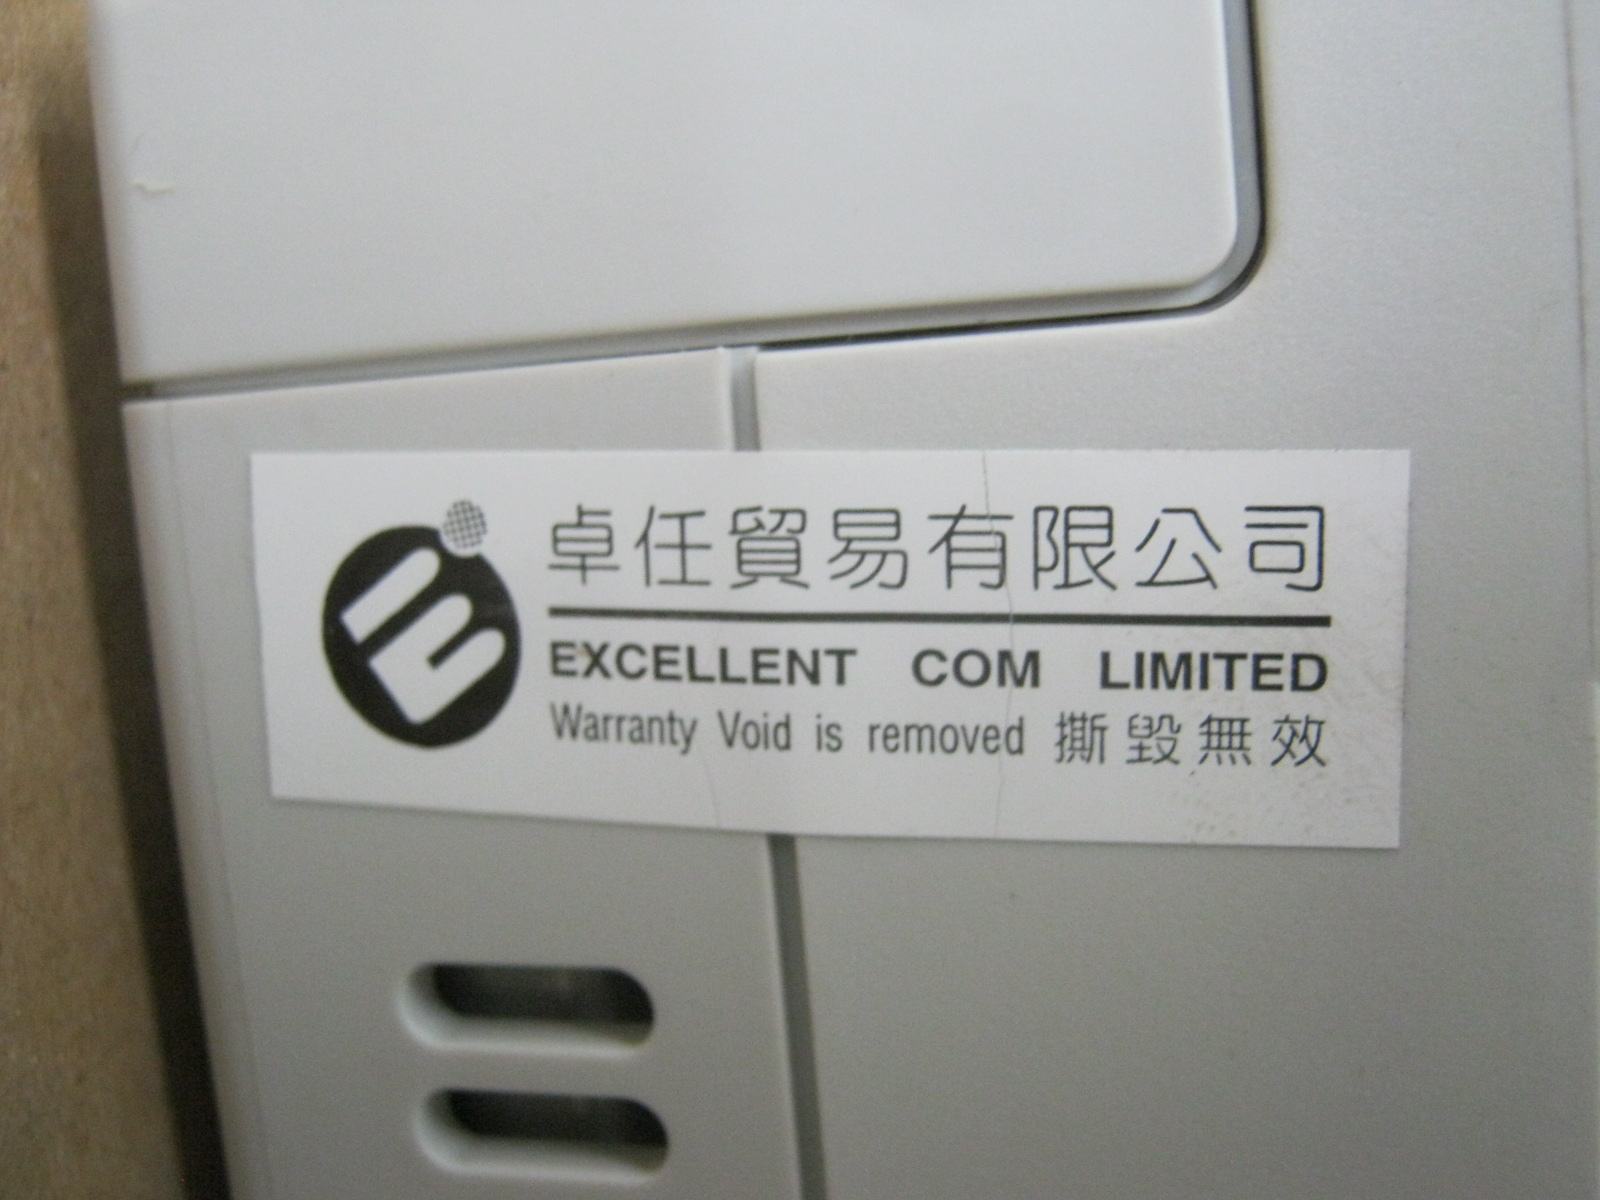 卓任貿易有限公司
EXCELLENT COM LIMITED
Warranty Void is removed 撕毀無效